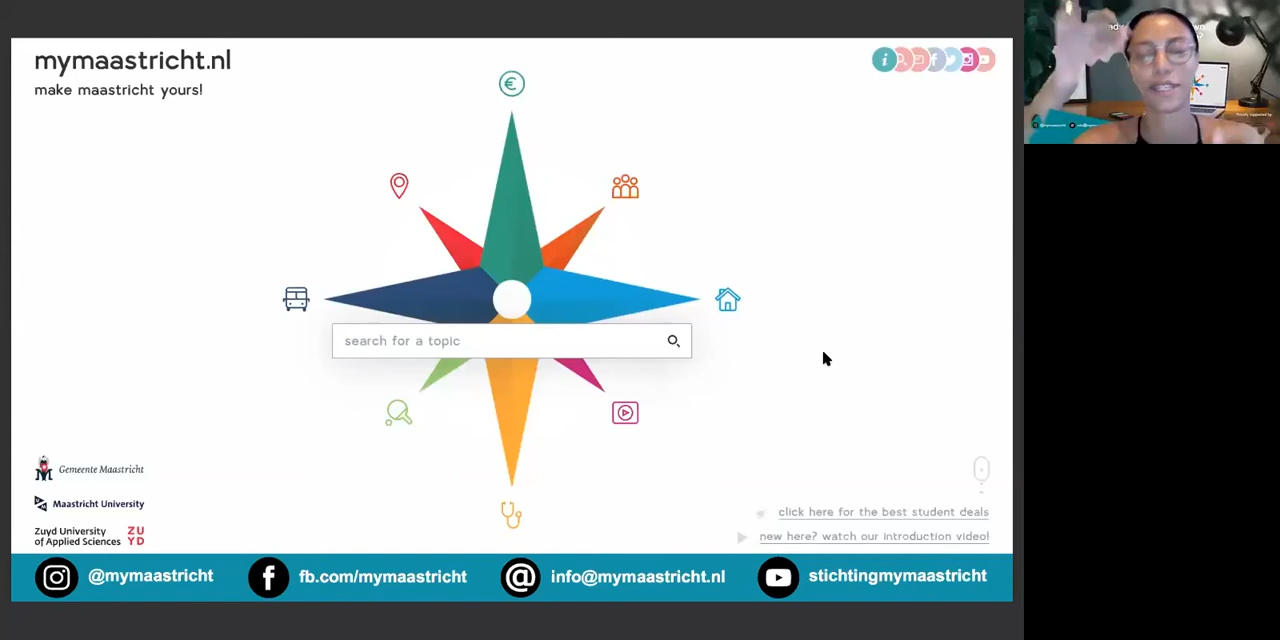 mymaastricht.nl
make maastricht yours!
search for a topic
Gemeente Maastricht
Maastricht University
Zuyd University
of Applied Sciences
ZU
YD
click here for the best student deals
new here? watch our introduction video!
@mymaastricht
fb.com/mymaastricht
info@mymaastricht.nl
stichtingmymaastricht